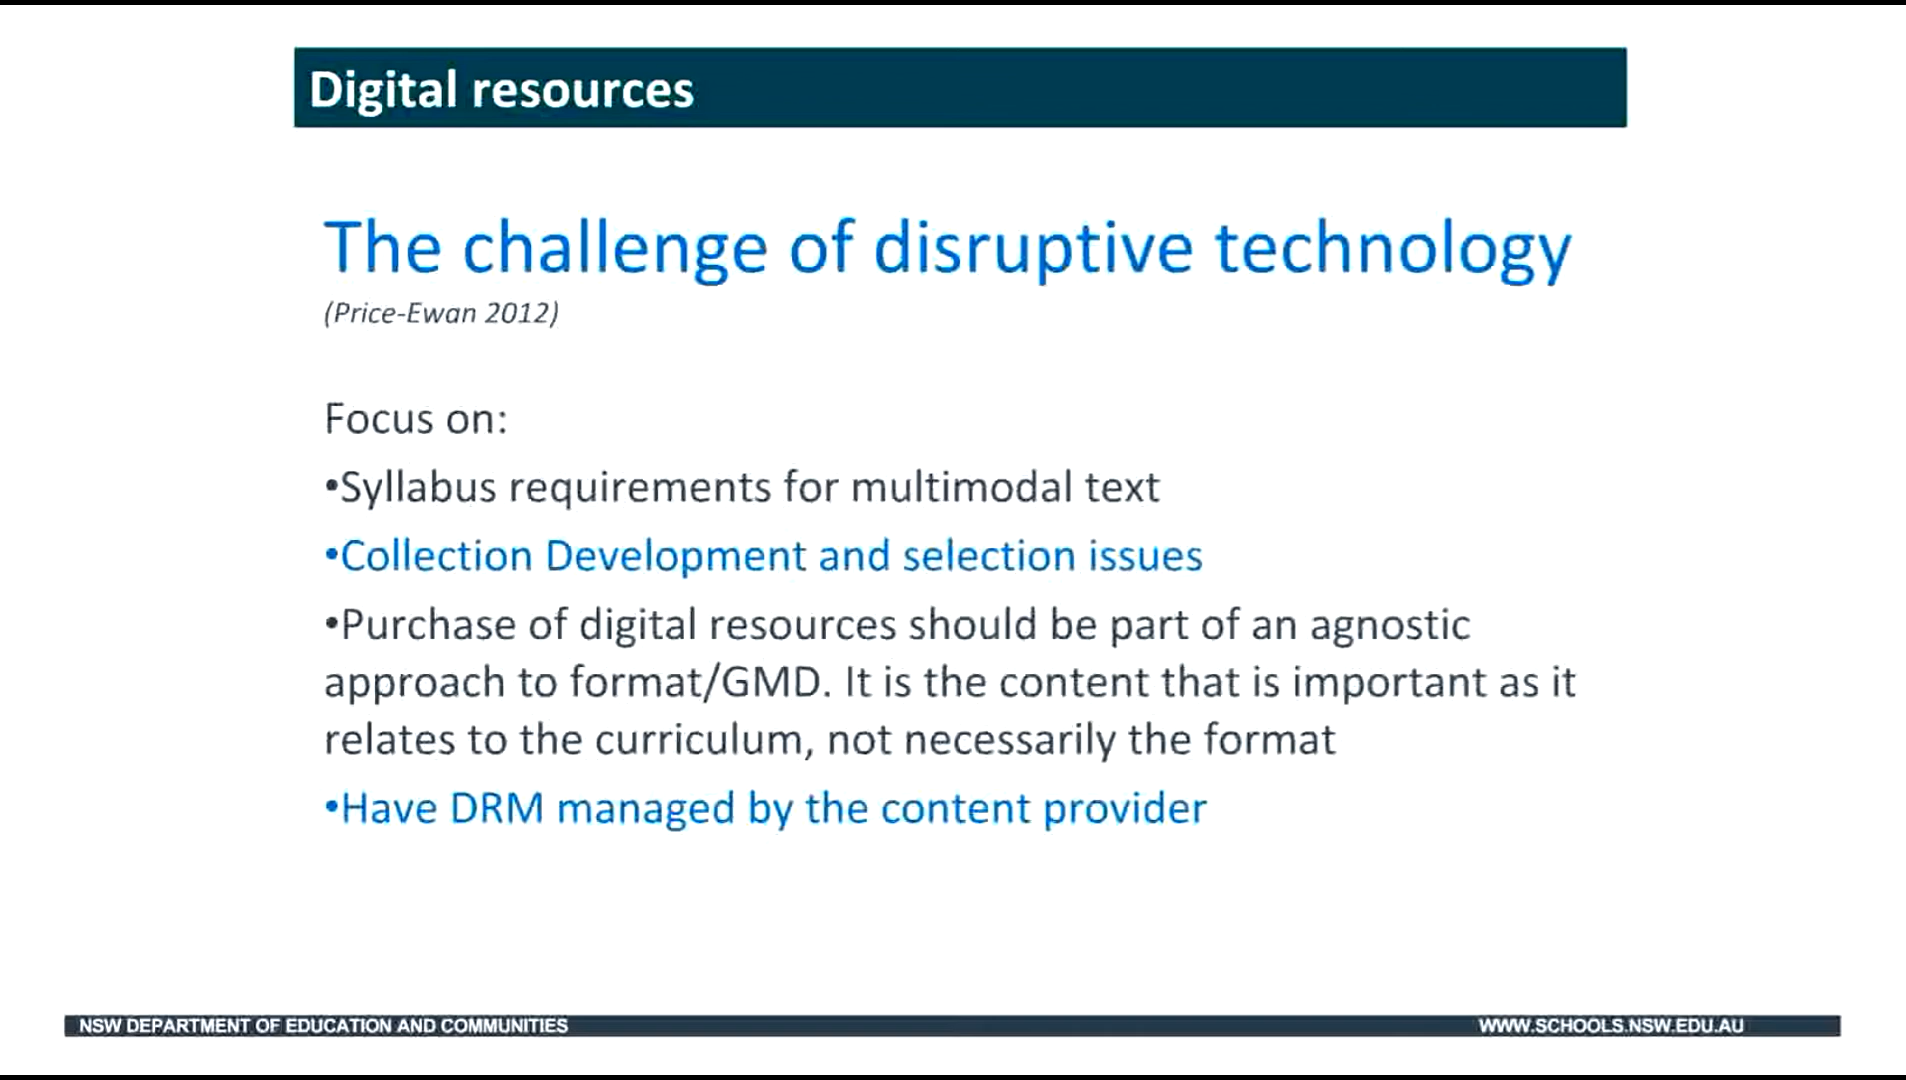 Digital resources
The challenge of disruptive technology
(Price-Ewan 2012)
Focus on:
•Syllabus requirements for multimodal text
•Collection Development and selection issues
•Purchase of digital resources should be part of an agnostic
approach to format/GMD. It is the content that is important as it
relates to the curriculum, not necessarily the format
•Have DRM managed by the content provider
NSW DEPARTMENT OF EDUCATION AND COMMUNITIES
WWW.SCHOOLS.NSW.EDU.AU